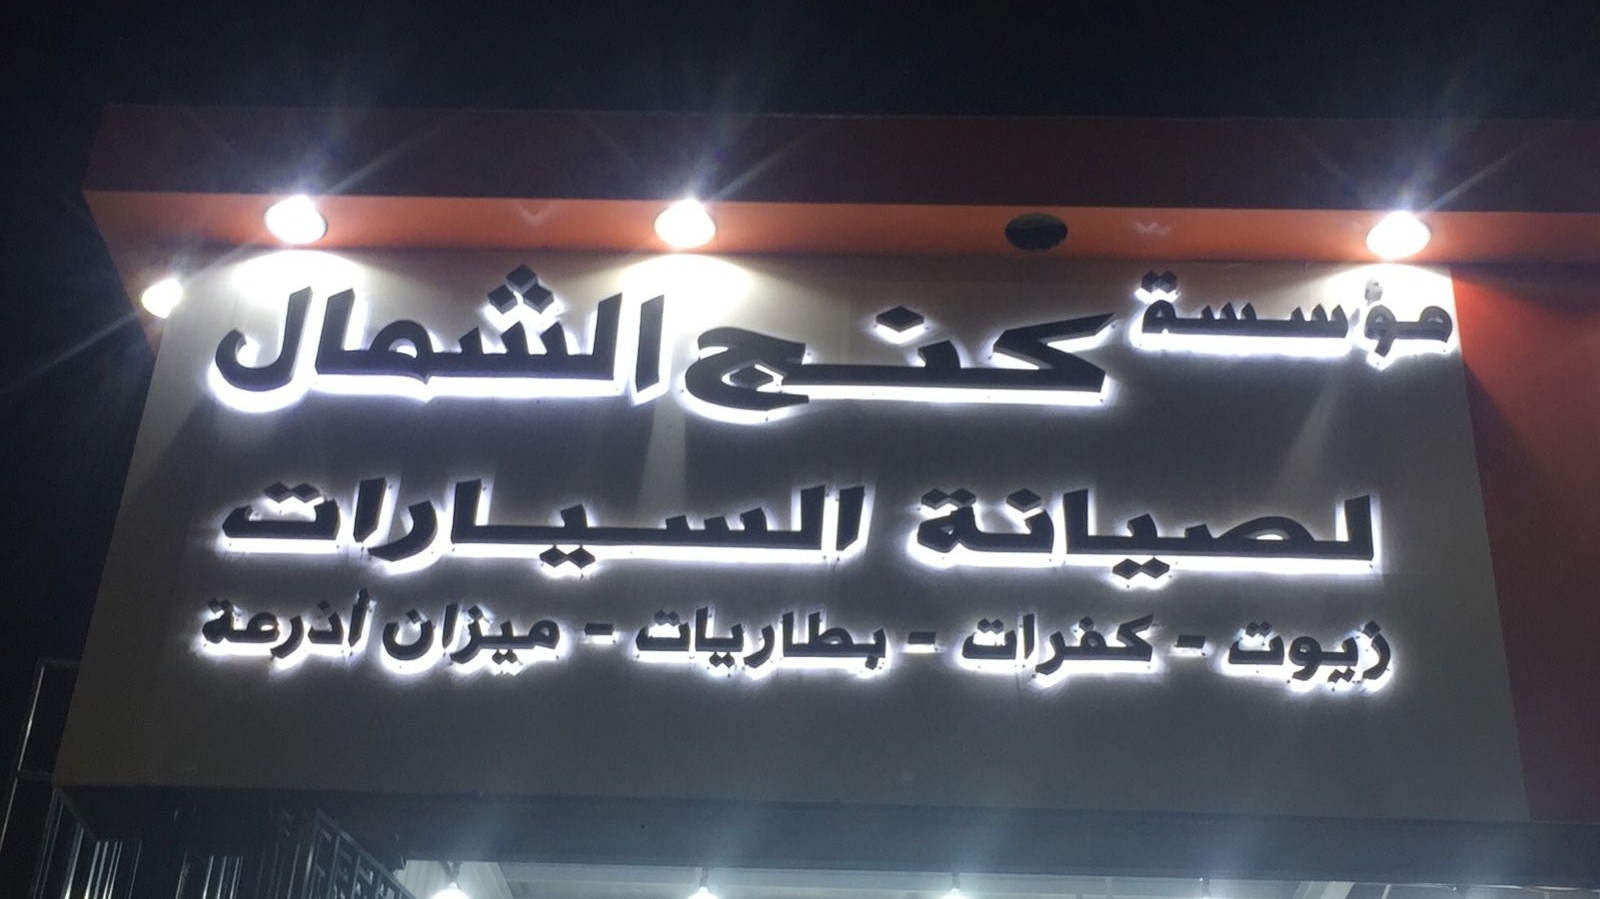 مؤسسة كنج الشمال
لصيانة السيارات
زيوت - كفرات - بطاريات - ميزان أذرعة